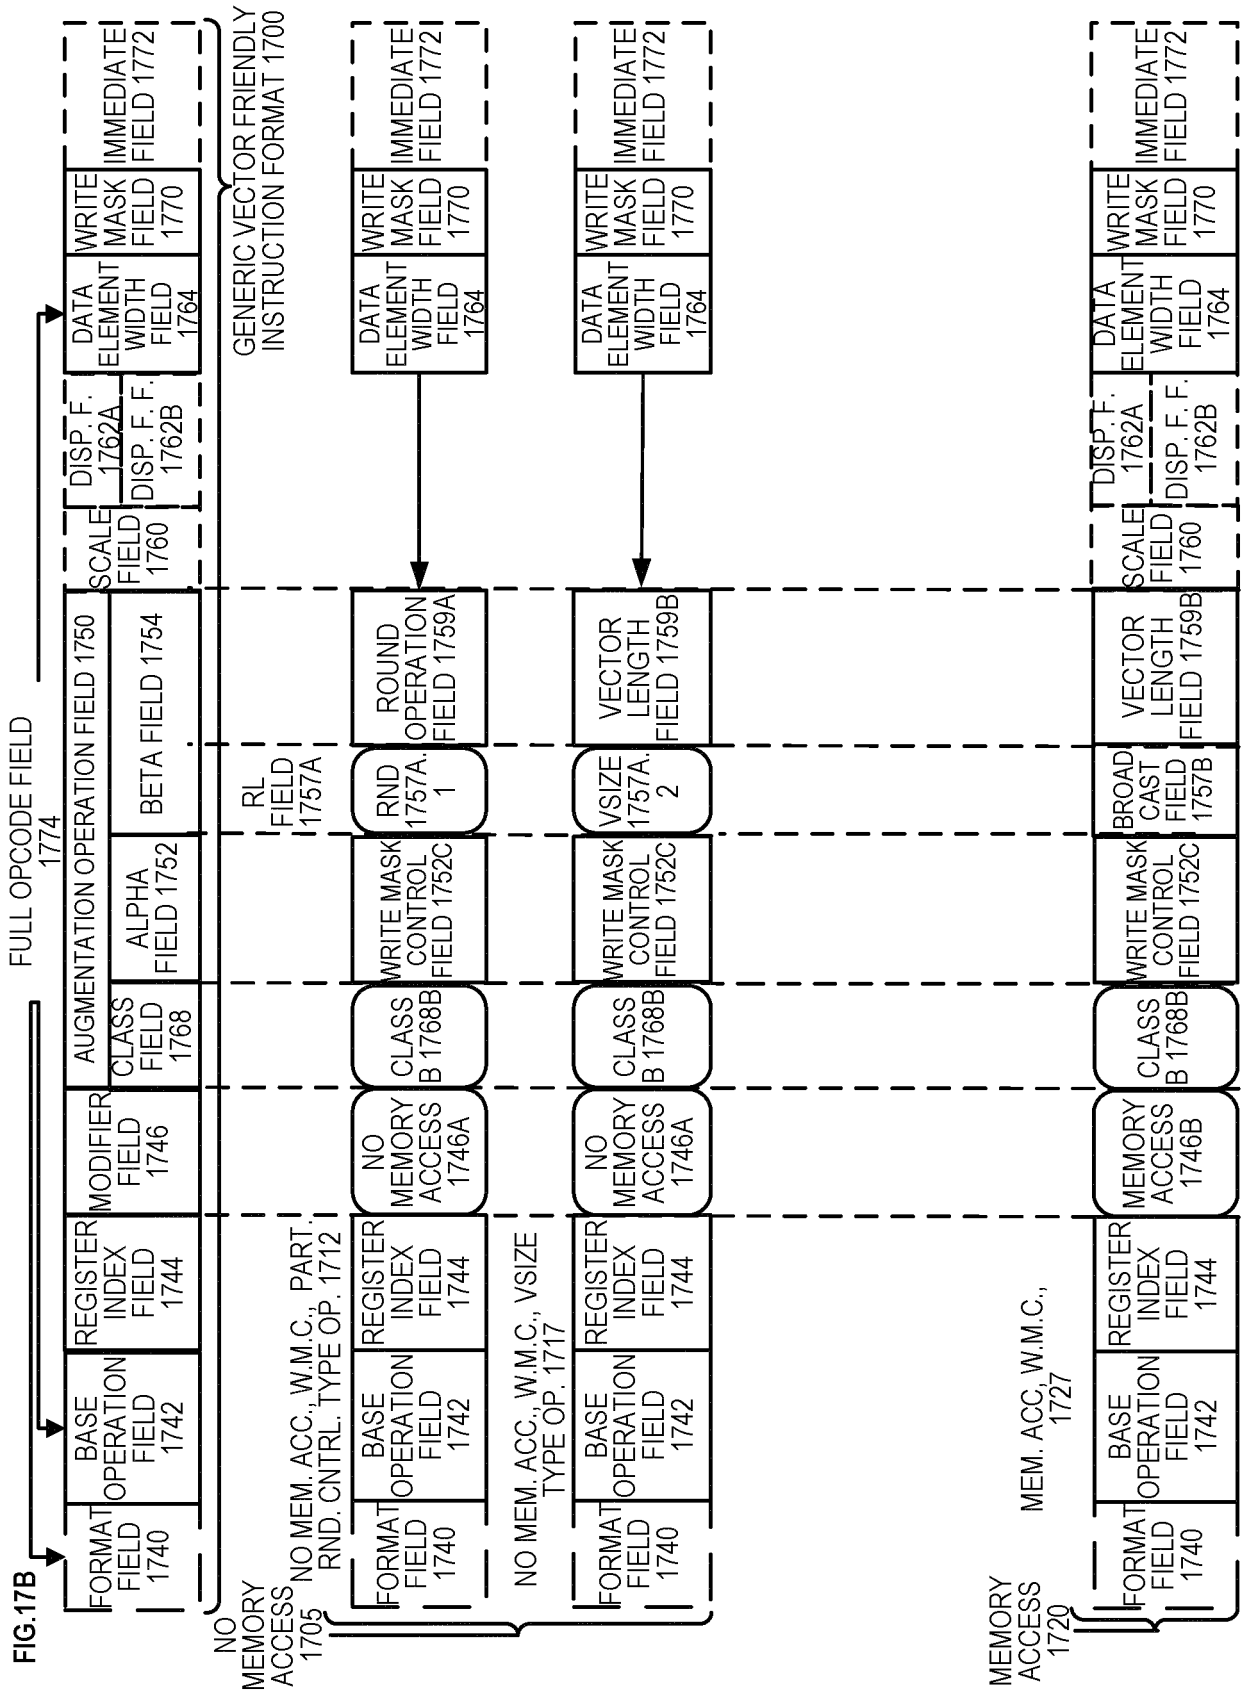 FIG.17B
FULL OPCODE FIELD
1774
FORMAT
FIELD
1740
BASE
OPERATION
FIELD
1742
REGISTER
INDEX
FIELD
1744
MODIFIER
FIELD
1746
AUGMENTATION OPERATION FIELD 1750
CLASS
FIELD
1768
ALPHA
FIELD 1752
BETA FIELD 1754
SCALE
FIELD
1760
DISP. F.
1762A
DISP. F. F.
1762B
DATA
ELEMENT
WIDTH
FIELD
1764
WRITE
MASK
FIELD
1770
IMMEDIATE
FIELD 1772
GENERIC VECTOR FRIENDLY
INSTRUCTION FORMAT 1700
NO
MEMORY
ACCESS
1705
NO MEM. ACC., W.M.C., PART.
RND. CNTRL. TYPE OP. 1712
RL
FIELD
1757A
FORMAT
FIELD
1740
BASE
OPERATION
FIELD
1742
REGISTER
INDEX
FIELD
1744
NO
MEMORY
ACCESS
1746A
CLASS
B 1768B
WRITE MASK
CONTROL
FIELD 1752C
RND
1757A.
1
ROUND
OPERATION
FIELD 1759A
DATA
ELEMENT
WIDTH
FIELD
1764
WRITE
MASK
FIELD
1770
IMMEDIATE
FIELD 1772
NO MEM. ACC., W.M.C., VSIZE
TYPE OP. 1717
FORMAT
FIELD
1740
BASE
OPERATION
FIELD
1742
REGISTER
INDEX
FIELD
1744
NO
MEMORY
ACCESS
1746A
CLASS
B 1768B
WRITE MASK
CONTROL
FIELD 1752C
VSIZE
1757A.
2
VECTOR
LENGTH
FIELD 1759B
DATA
ELEMENT
WIDTH
FIELD
1764
WRITE
MASK
FIELD
1770
IMMEDIATE
FIELD 1772
MEMORY
ACCESS
1720
MEM. ACC, W.M.C.,
1727
FORMAT
FIELD
1740
BASE
OPERATION
FIELD
1742
REGISTER
INDEX
FIELD
1744
MEMORY
ACCESS
1746B
CLASS
B 1768B
WRITE MASK
CONTROL
FIELD 1752C
BROAD
CAST
FIELD
1757B
VECTOR
LENGTH
FIELD 1759B
SCALE
FIELD
1760
DISP. F.
1762A
DISP. F. F.
1762B
DATA
ELEMENT
WIDTH
FIELD
1764
WRITE
MASK
FIELD
1770
IMMEDIATE
FIELD 1772